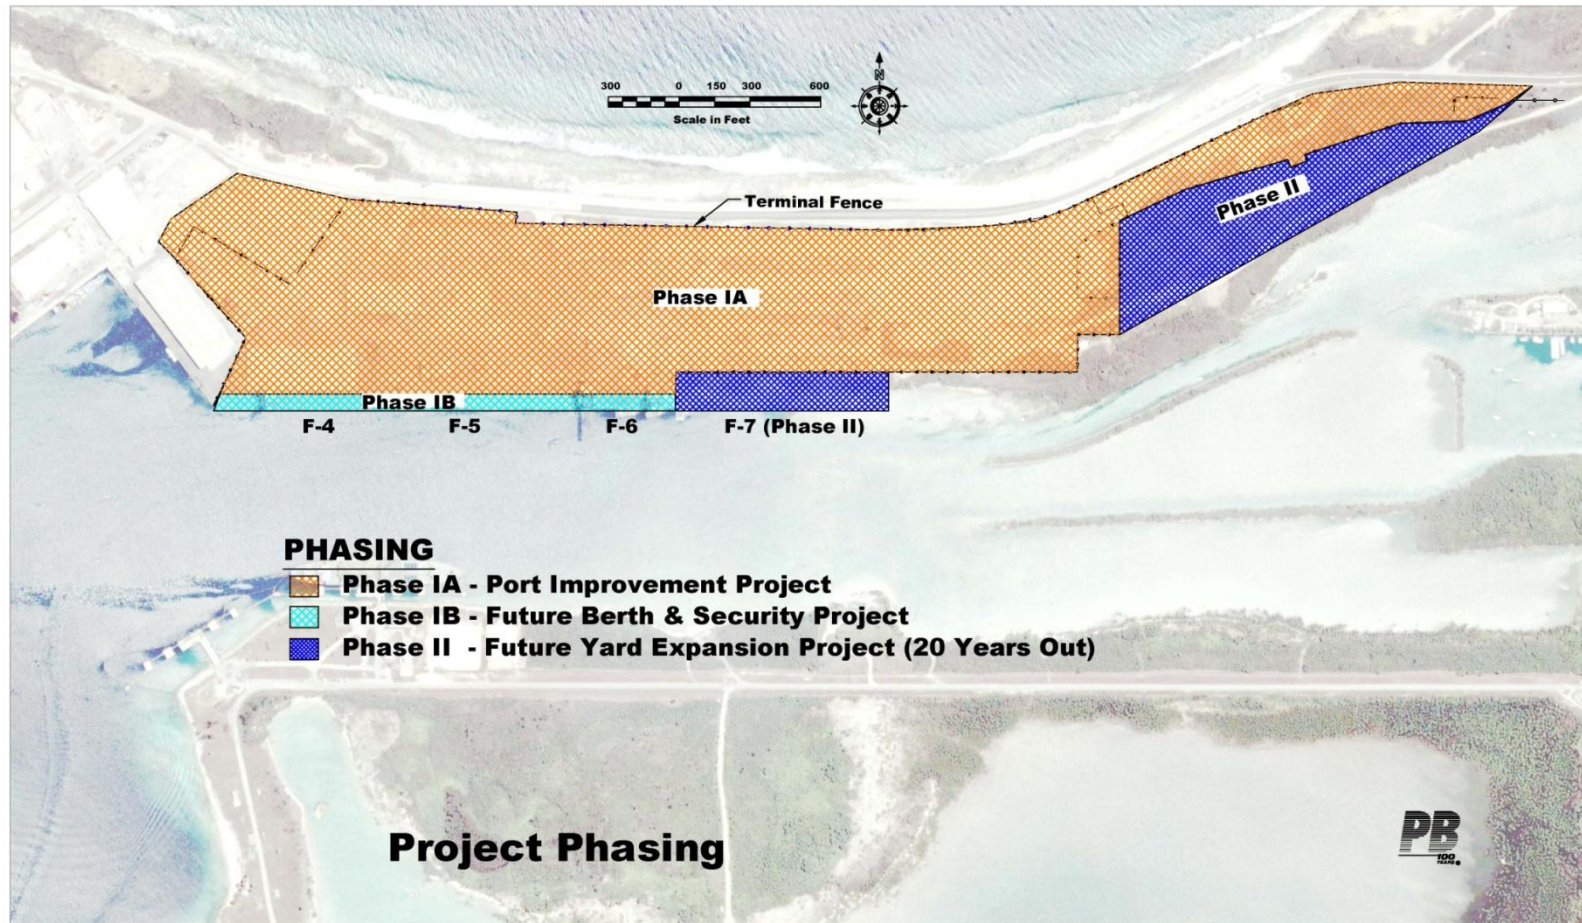 300 0 150 300 600
Scale in Feet
N
Terminal Fence
Phase II
Phase IA
Phase IB
F-4 F-5 F-6 F-7 (Phase II)
PHASING
Phase IA - Port Improvement Project
Phase IB - Future Berth & Security Project
Phase II - Future Yard Expansion Project (20 Years Out)
Project Phasing
PB
100
YEARS